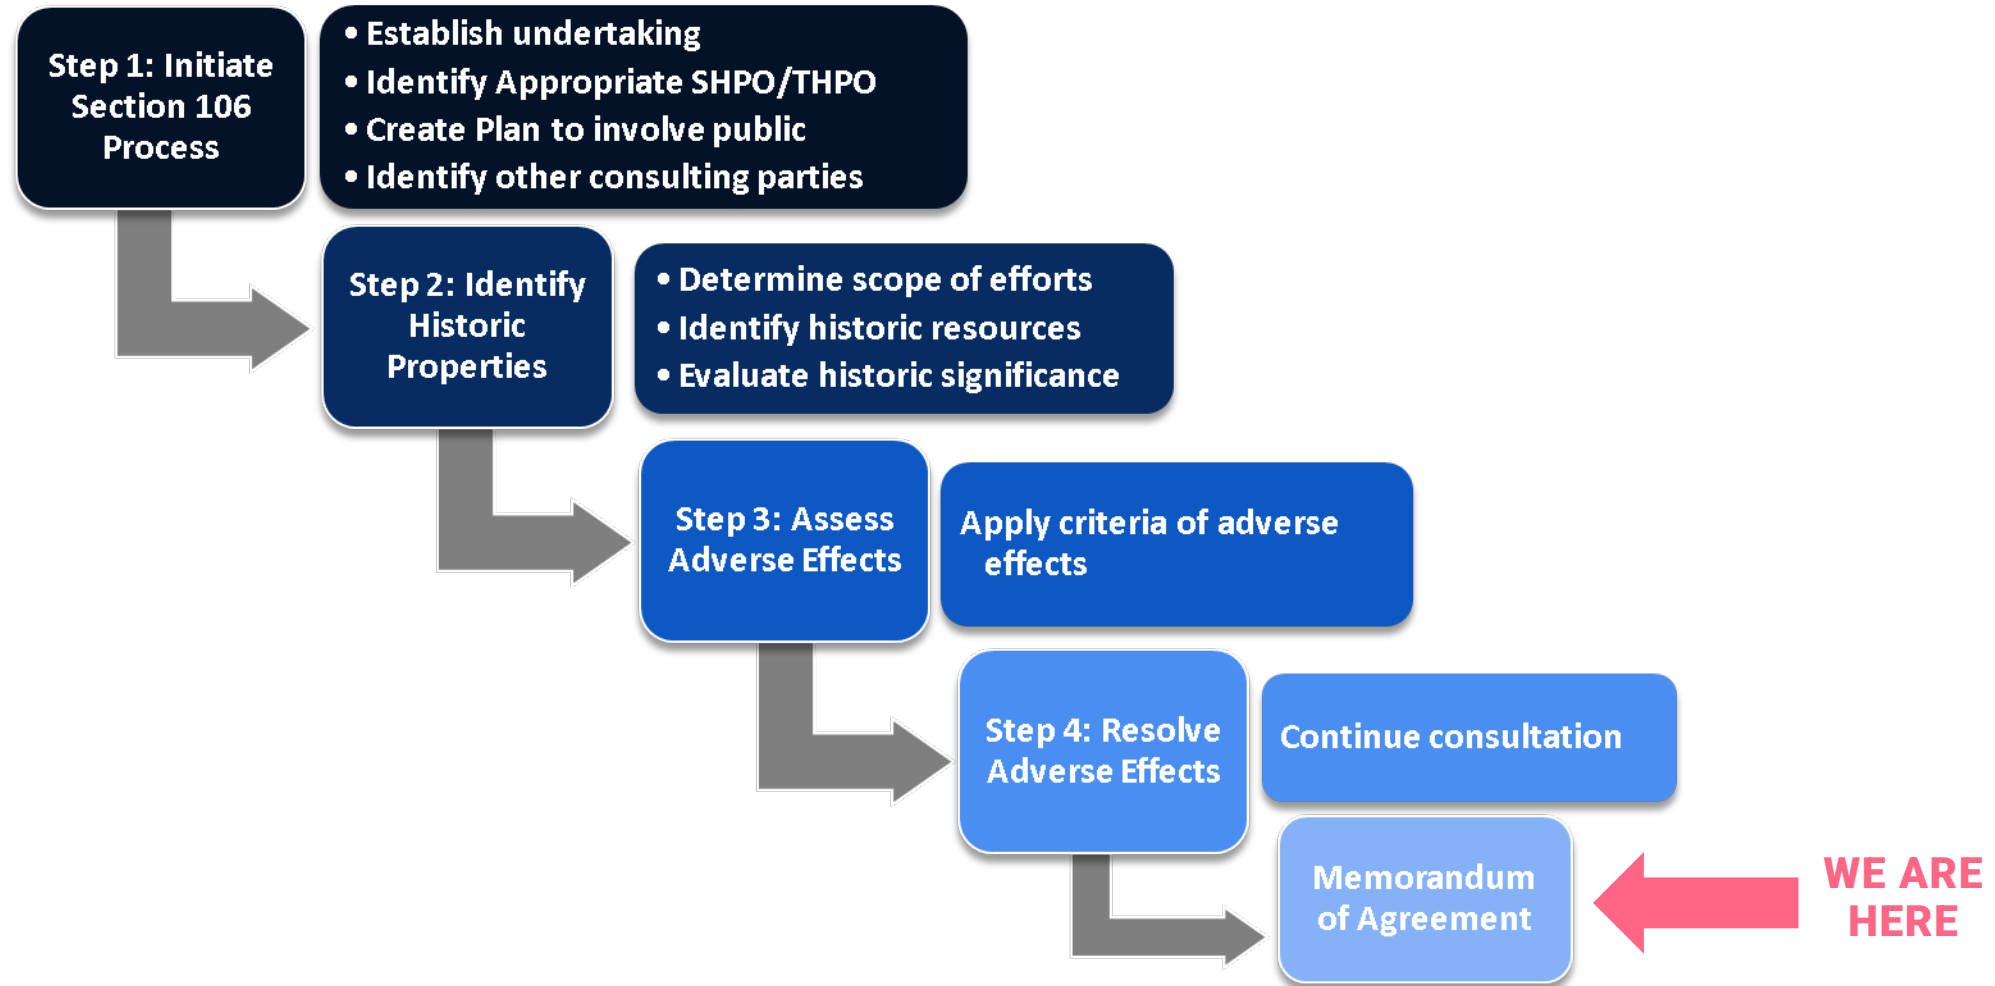 Step 1: Initiate
Section 106
Process
• Establish undertaking
• Identify Appropriate SHPO/THPO
• Create Plan to involve public
• Identify other consulting parties
Step 2: Identify
Historic
Properties
• Determine scope of efforts
• Identify historic resources
• Evaluate historic significance
Step 3: Assess
Adverse Effects
Apply criteria of adverse
effects
Step 4: Resolve
Adverse Effects
Continue consultation
Memorandum
of Agreement
WE ARE
HERE